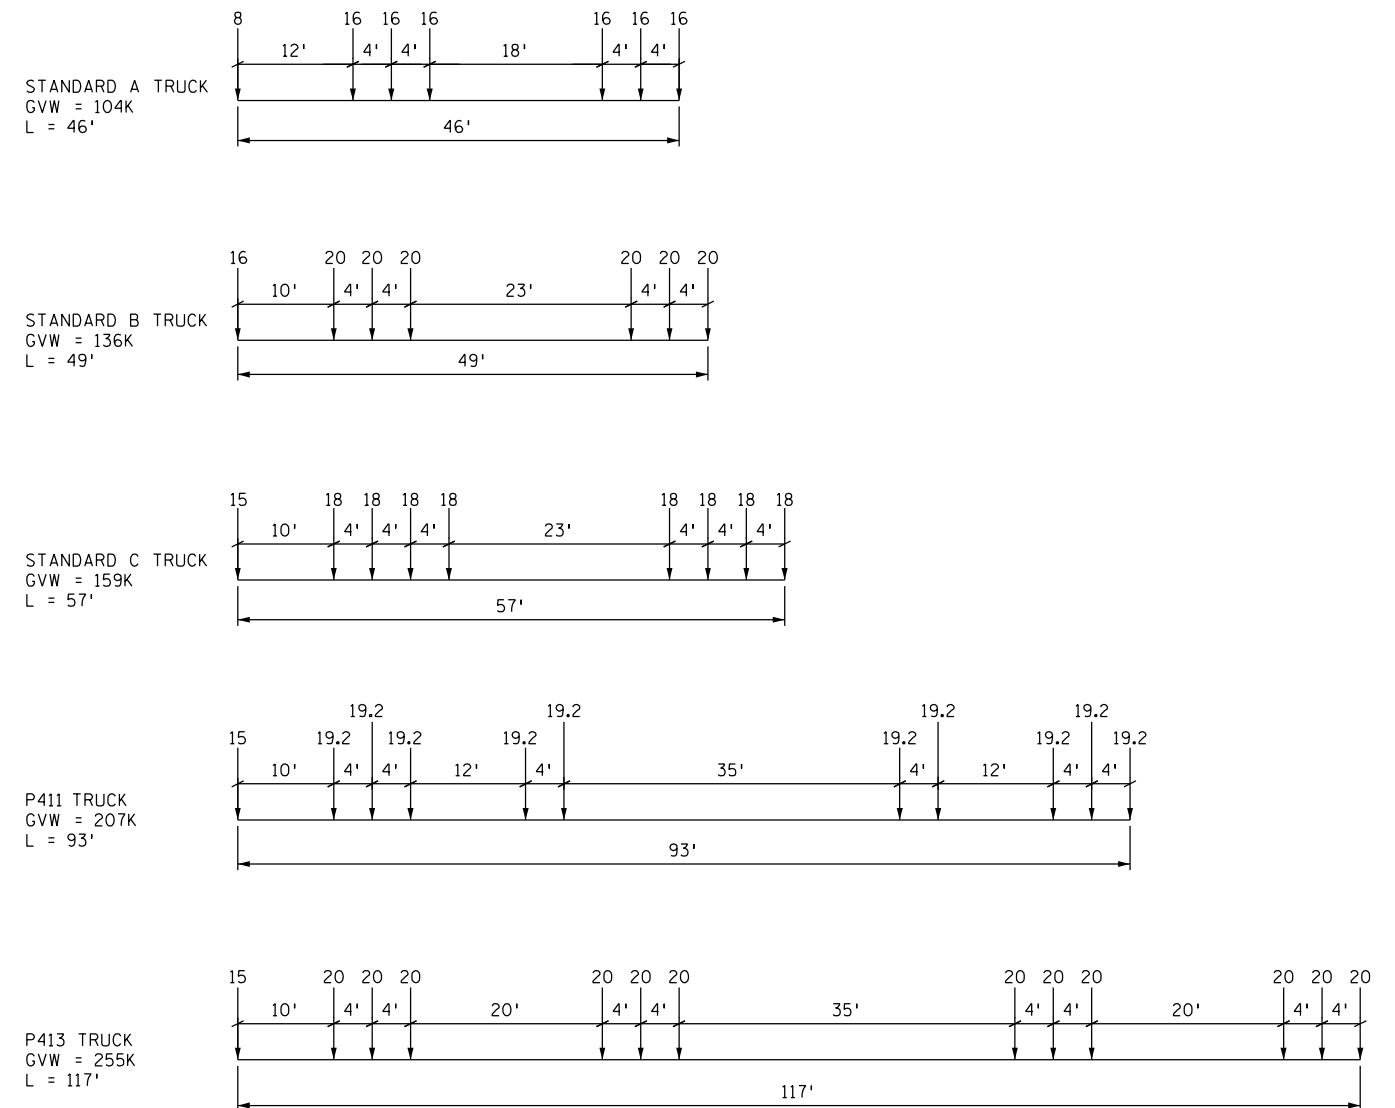 8 16 16 16 16 16 16
12' 4' 4' 18' 4' 4'
STANDARD A TRUCK
GVW = 104K
L = 46'
46'
16 20 20 20 20 20 20
10' 4' 4' 23' 4' 4'
STANDARD B TRUCK
GVW = 136K
L = 49'
49'
15 18 18 18 18 18 18 18 18
10' 4' 4' 4' 23' 4' 4' 4'
STANDARD C TRUCK
GVW = 159K
L = 57'
57'
19.2 19.2 19.2 19.2
15 19.2 19.2 19.2 19.2 19.2 19.2
10' 4' 4' 12' 4' 35' 4' 12' 4' 4'
P411 TRUCK
GVW = 207K
L = 93'
93'
15 20 20 20 20 20 20 20 20 20 20 20 20
10' 4' 4' 20' 4' 4' 35' 4' 4' 20' 4' 4'
P413 TRUCK
GVW = 255K
L = 117'
117'